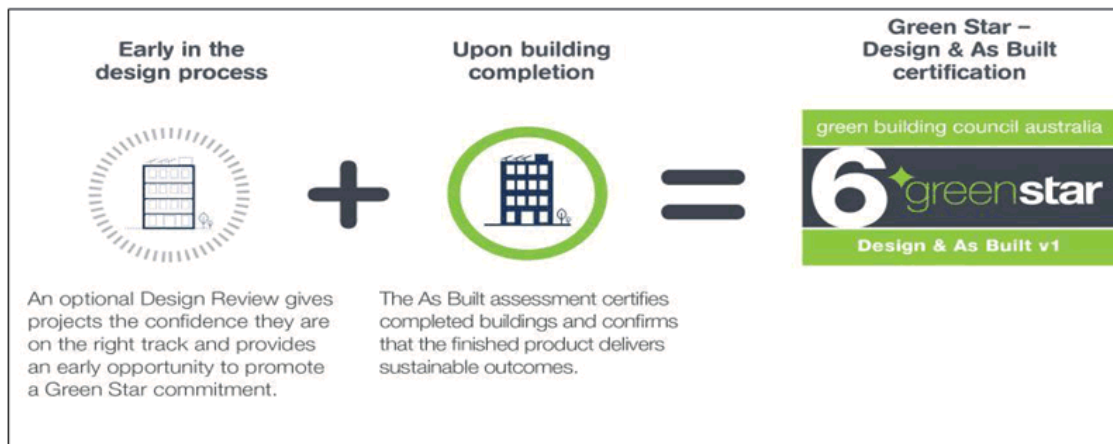 Early in the
design process
An optional Design Review gives
projects the confidence they are
on the right track and provides
an early opportunity to promote
a Green Star commitment.
+
Upon building
completion
The As Built assessment certifies
completed buildings and confirms
that the finished product delivers
sustainable outcomes.
=
Green Star –
Design & As Built
certification
green building council australia
6 greenstar
Design & As Built v1